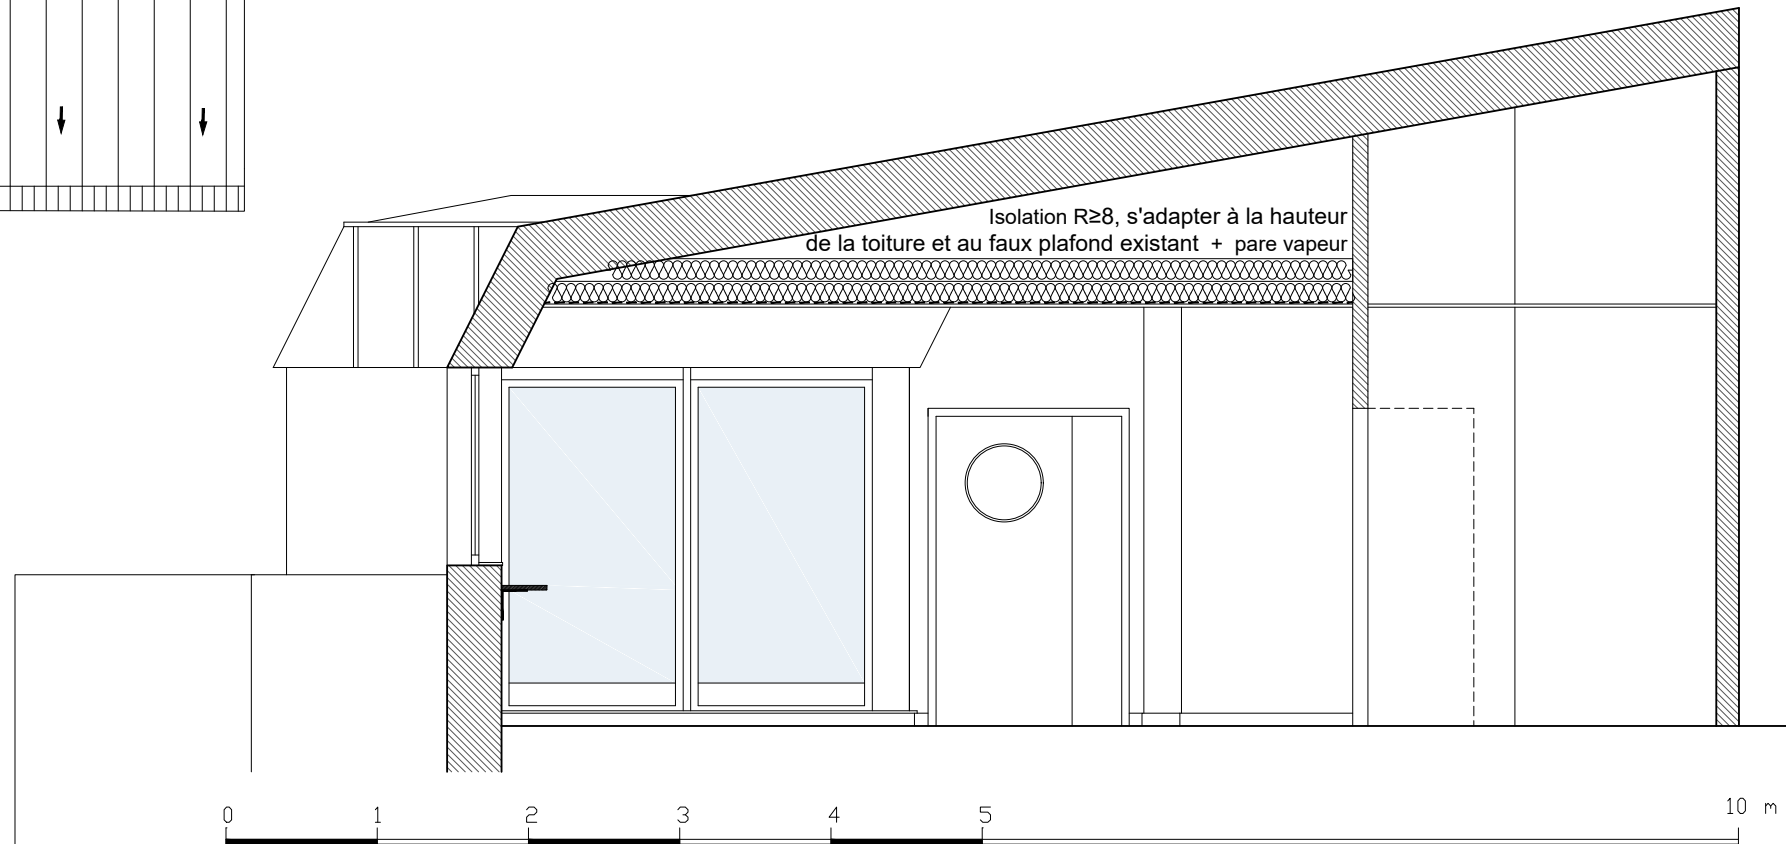 Isolation R≥8, s'adapter à la hauteur
de la toiture et au faux plafond existant + pare vapeur
0 1 2 3 4 5 10 m